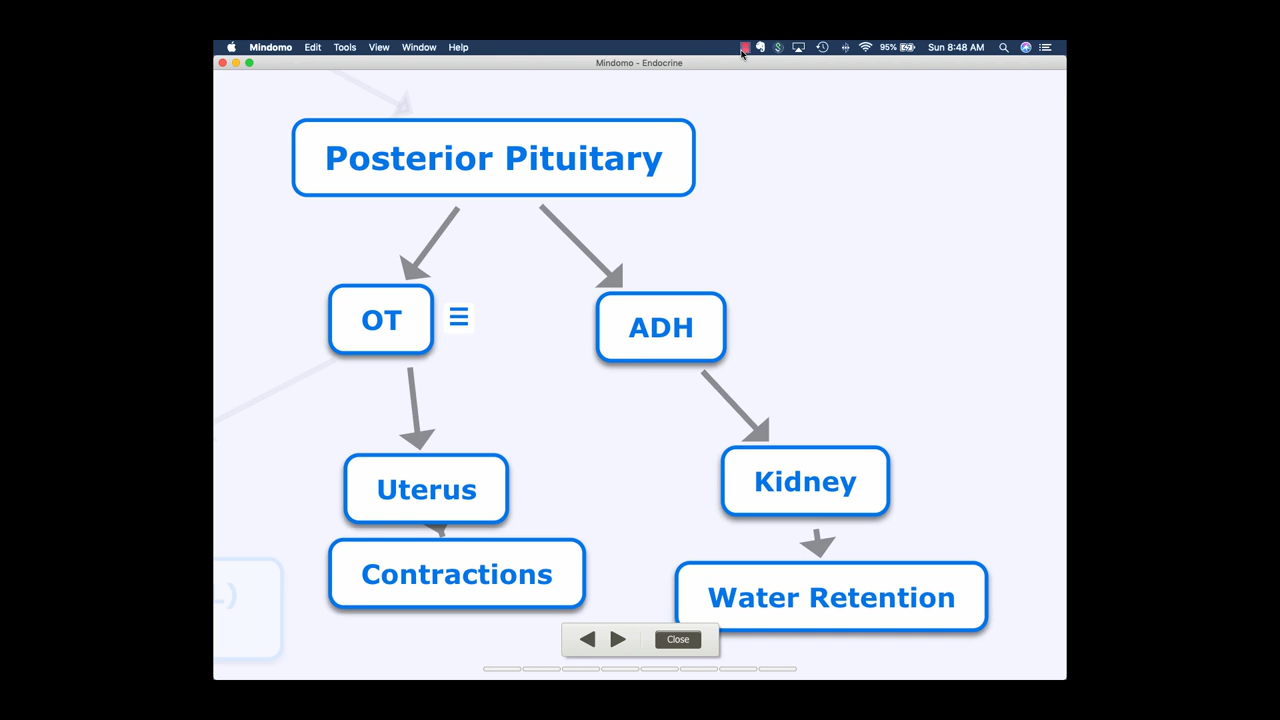 Mindomo Edit Tools View Window Help 95% Sun 8:48 AM
Mindomo - Endocrine
Posterior Pituitary
OT
ADH
Uterus
Kidney
Contractions
Water Retention
Close